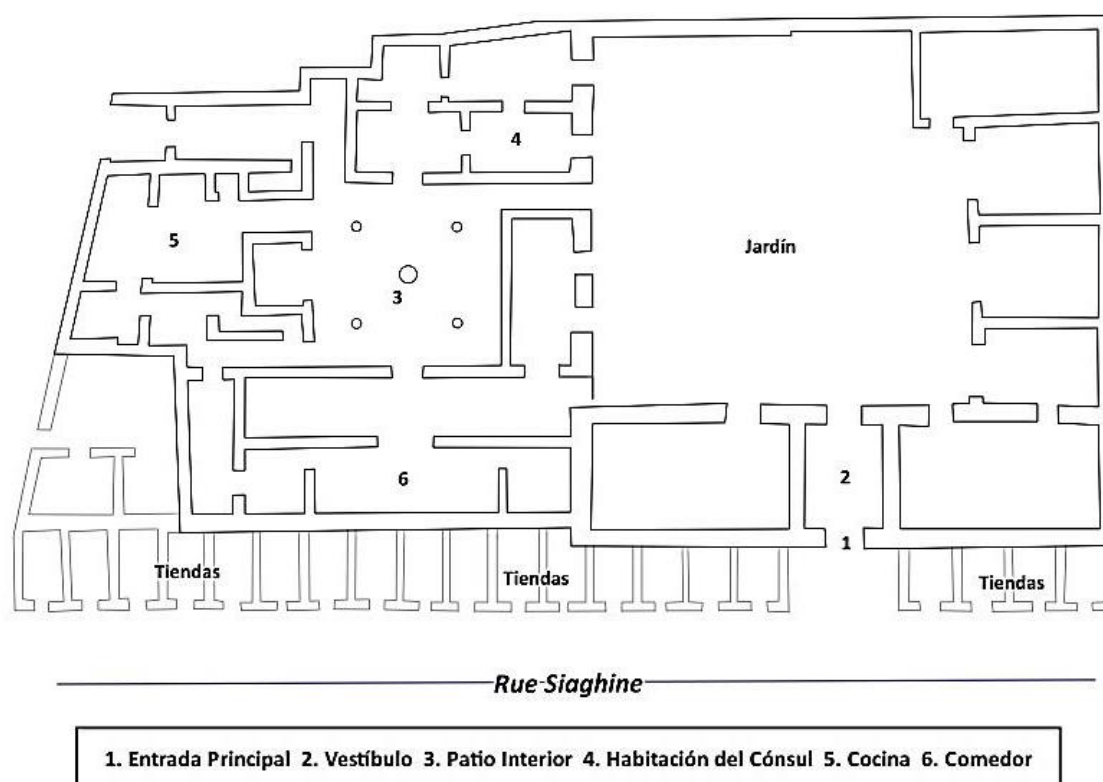 4
5
Jardín
3
6
2
1
Tiendas
Tiendas
Tiendas
Rue Siaghine
1. Entrada Principal 2. Vestíbulo 3. Patio Interior 4. Habitación del Cónsul 5. Cocina 6. Comedor